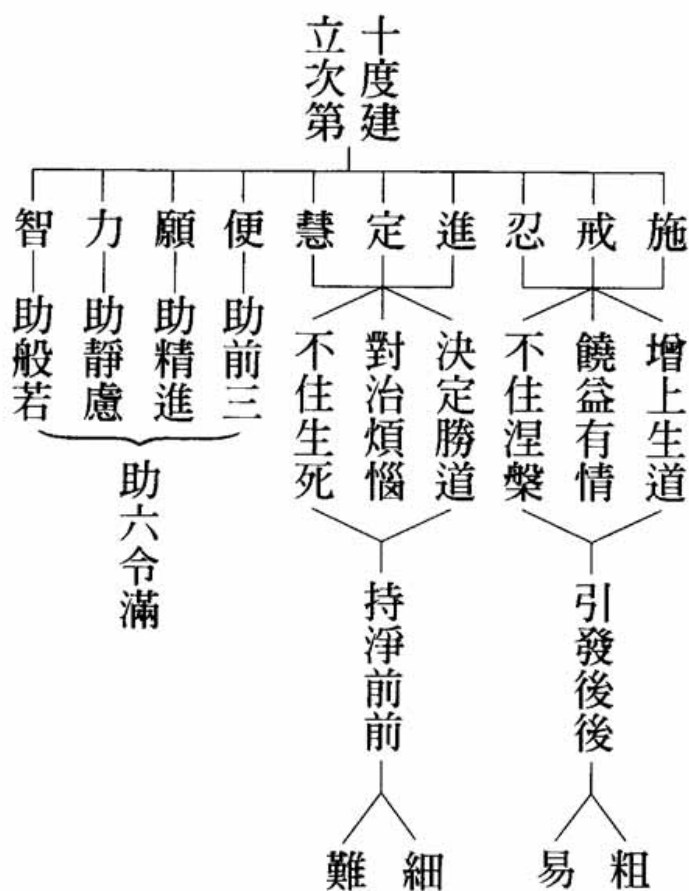 十度建
立次第
施
戒
忍
進
定
慧
便
願
力
智
增上生道
饒益有情
不住涅槃
決定勝道
對治煩惱
不住生死
助前三
助精進
助靜慮
助般若
引發後後
持淨前前
助六令滿
粗
易
細
難